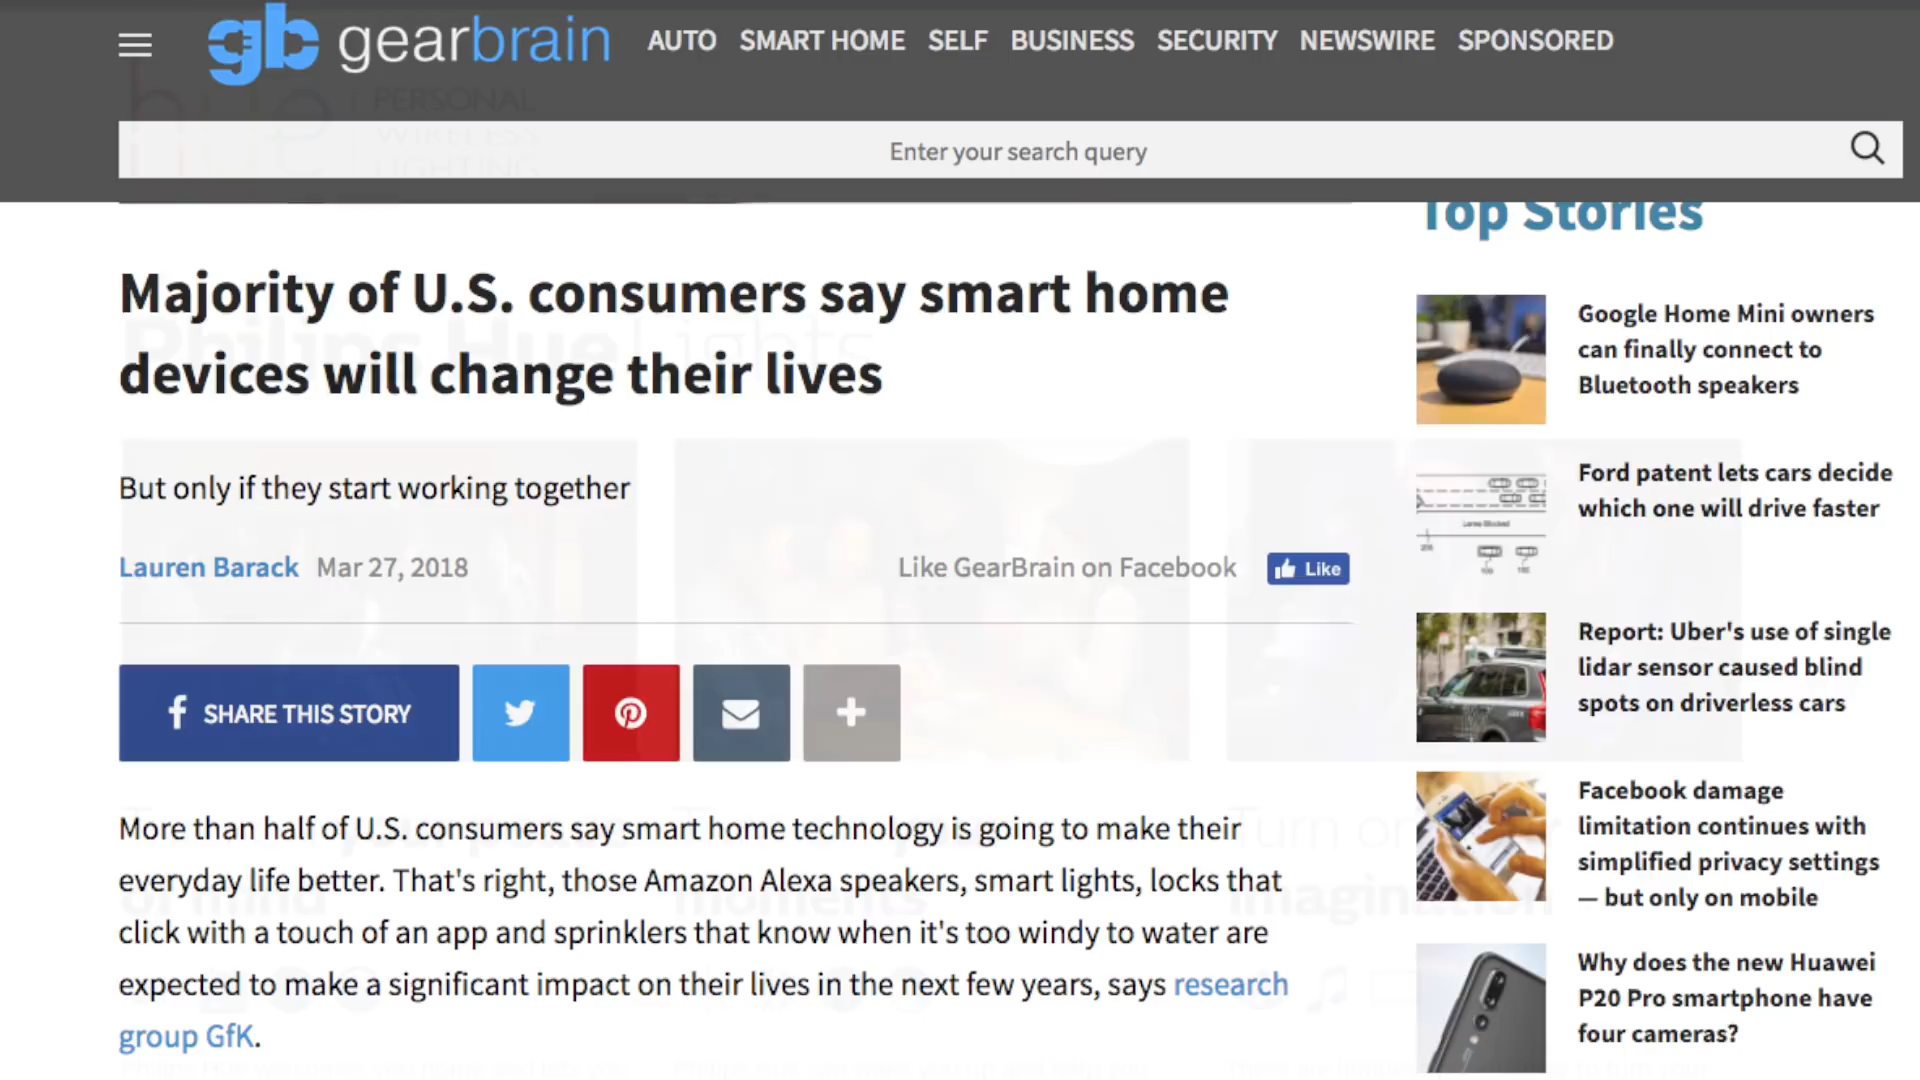 gb gearbrain AUTO SMART HOME SELF BUSINESS SECURITY NEWSWIRE SPONSORED
PERSONAL
WIRELESS
LIGHTING
Enter your search query
Top Stories
Majority of U.S. consumers say smart home
devices will change their lives
Philips Hue Lights
But only if they start working together
Lauren Barack Mar 27, 2018
Like GearBrain on Facebook Like
SHARE THIS STORY
More than half of U.S. consumers say smart home technology is going to make their
everyday life better. That's right, those Amazon Alexa speakers, smart lights, locks that
click with a touch of an app and sprinklers that know when it's too windy to water are
expected to make a significant impact on their lives in the next few years, says research
group GfK.
Google Home Mini owners
can finally connect to
Bluetooth speakers
Ford patent lets cars decide
which one will drive faster
Report: Uber's use of single
lidar sensor caused blind
spots on driverless cars
Facebook damage
limitation continues with
simplified privacy settings
— but only on mobile
Why does the new Huawei
P20 Pro smartphone have
four cameras?